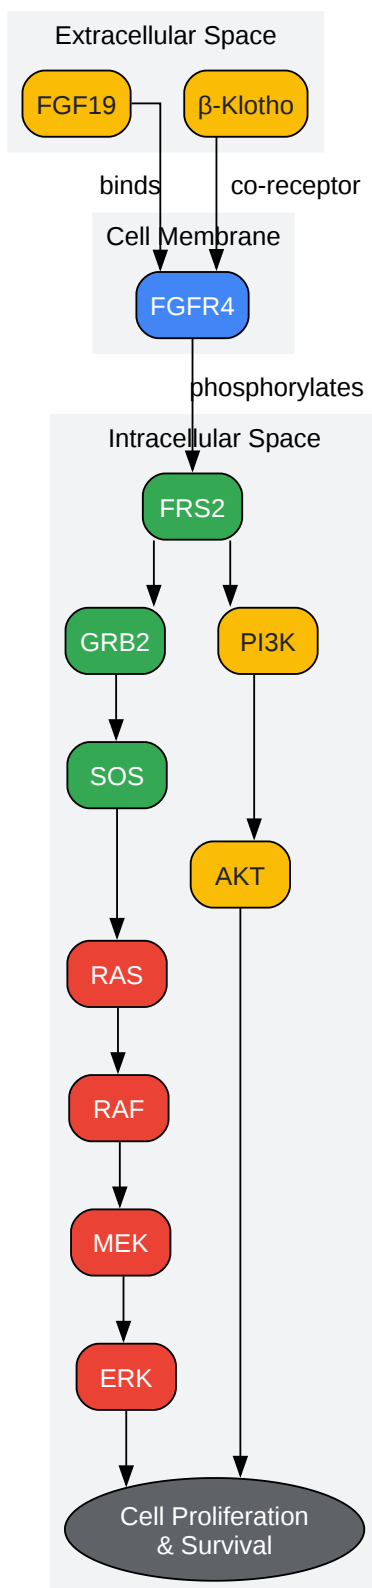 Extracellular Space
FGF19
β-Klotho
binds
co-receptor
Cell Membrane
FGFR4
phosphorylates
Intracellular Space
FRS2
GRB2
PI3K
SOS
AKT
RAS
RAF
MEK
ERK
Cell Proliferation
& Survival